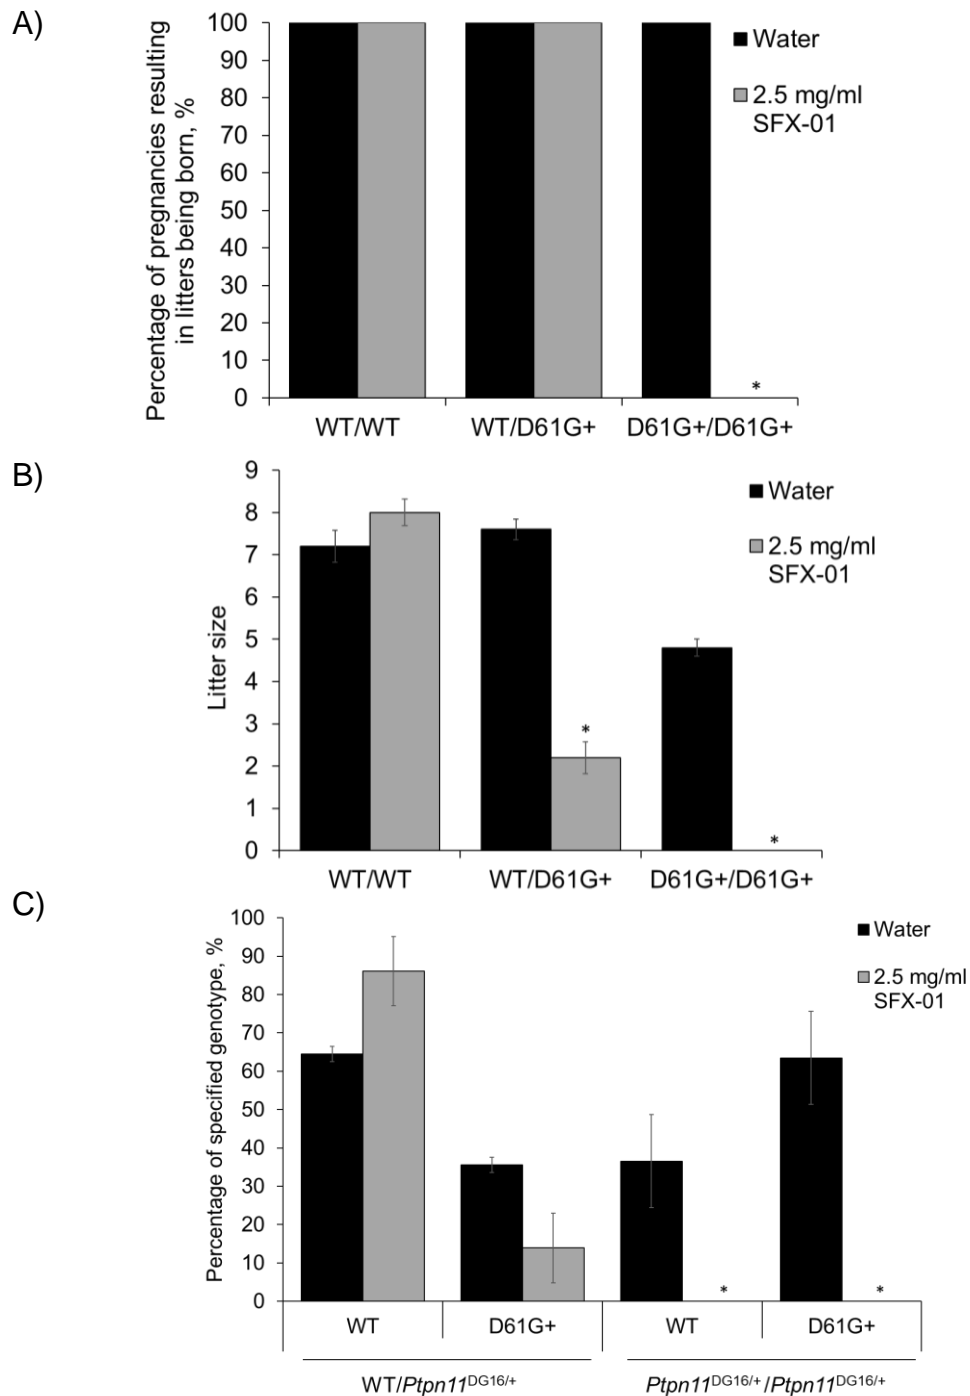 A)
Percentage of pregnancies resulting
in litters being born, %
100
90
80
70
60
50
40
30
20
10
0
Water
2.5 mg/ml
SFX-01
*
WT/WT WT/D61G+ D61G+/D61G+
B)
Litter size
9
8
7
6
5
4
3
2
1
0
Water
2.5 mg/ml
SFX-01
*
*
WT/WT WT/D61G+ D61G+/D61G+
C)
Percentage of specified genotype, %
100
90
80
70
60
50
40
30
20
10
0
Water
2.5 mg/ml
SFX-01
* *
WT D61G+ WT D61G+
WT/Ptpn11DG16/+ Ptpn11DG16/+/Ptpn11DG16/+